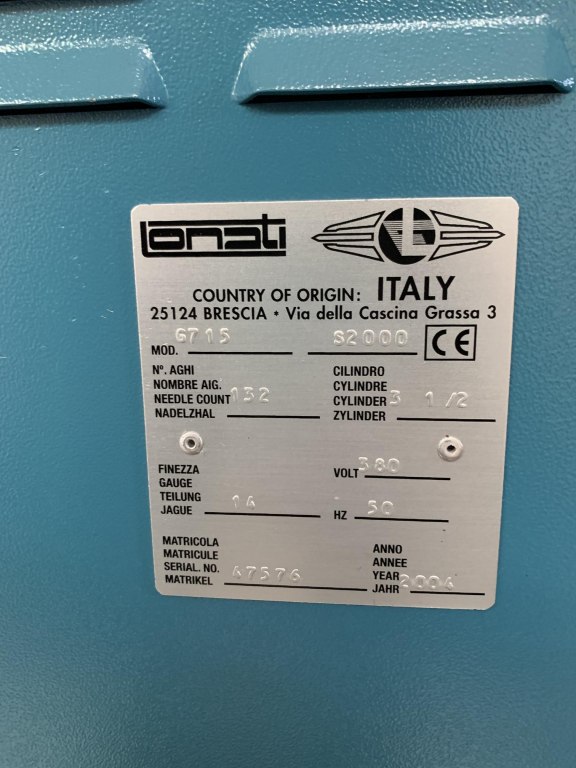 Lonati
L
COUNTRY OF ORIGIN: ITALY
25124 BRESCIA * Via della Cascina Grassa 3
MOD. G715 S2000 CE
N°. AGHI
NOMBRE AIG.
NEEDLE COUNT 132
NADELZHAL
CILINDRO
CYLINDRE
CYLINDER 3 1/2
ZYLINDER
FINEZZA
GAUGE
TEILUNG
JAGUE 14
VOLT 380
HZ 50
MATRICOLA
MATRICULE
SERIAL. NO. 47576
MATRIKEL
ANNO
ANNEE
YEAR 2004
JAHR